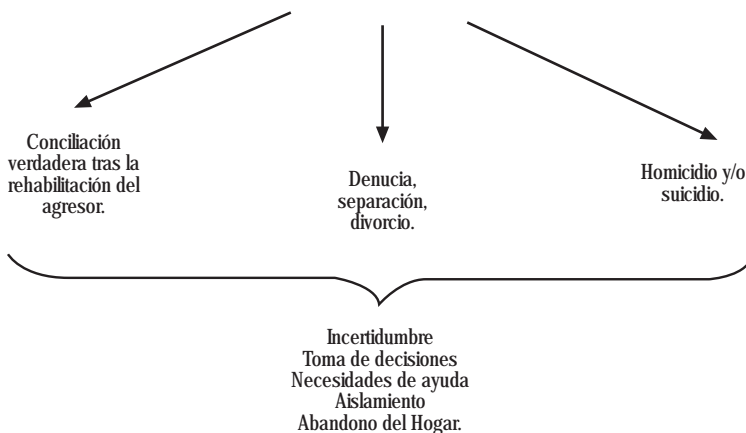 Conciliación
verdadera tras la
rehabilitación del
agresor.
Denucia,
separación,
divorcio.
Homicidio y/o
suicidio.
Incertidumbre
Toma de decisiones
Necesidades de ayuda
Aislamiento
Abandono del Hogar.